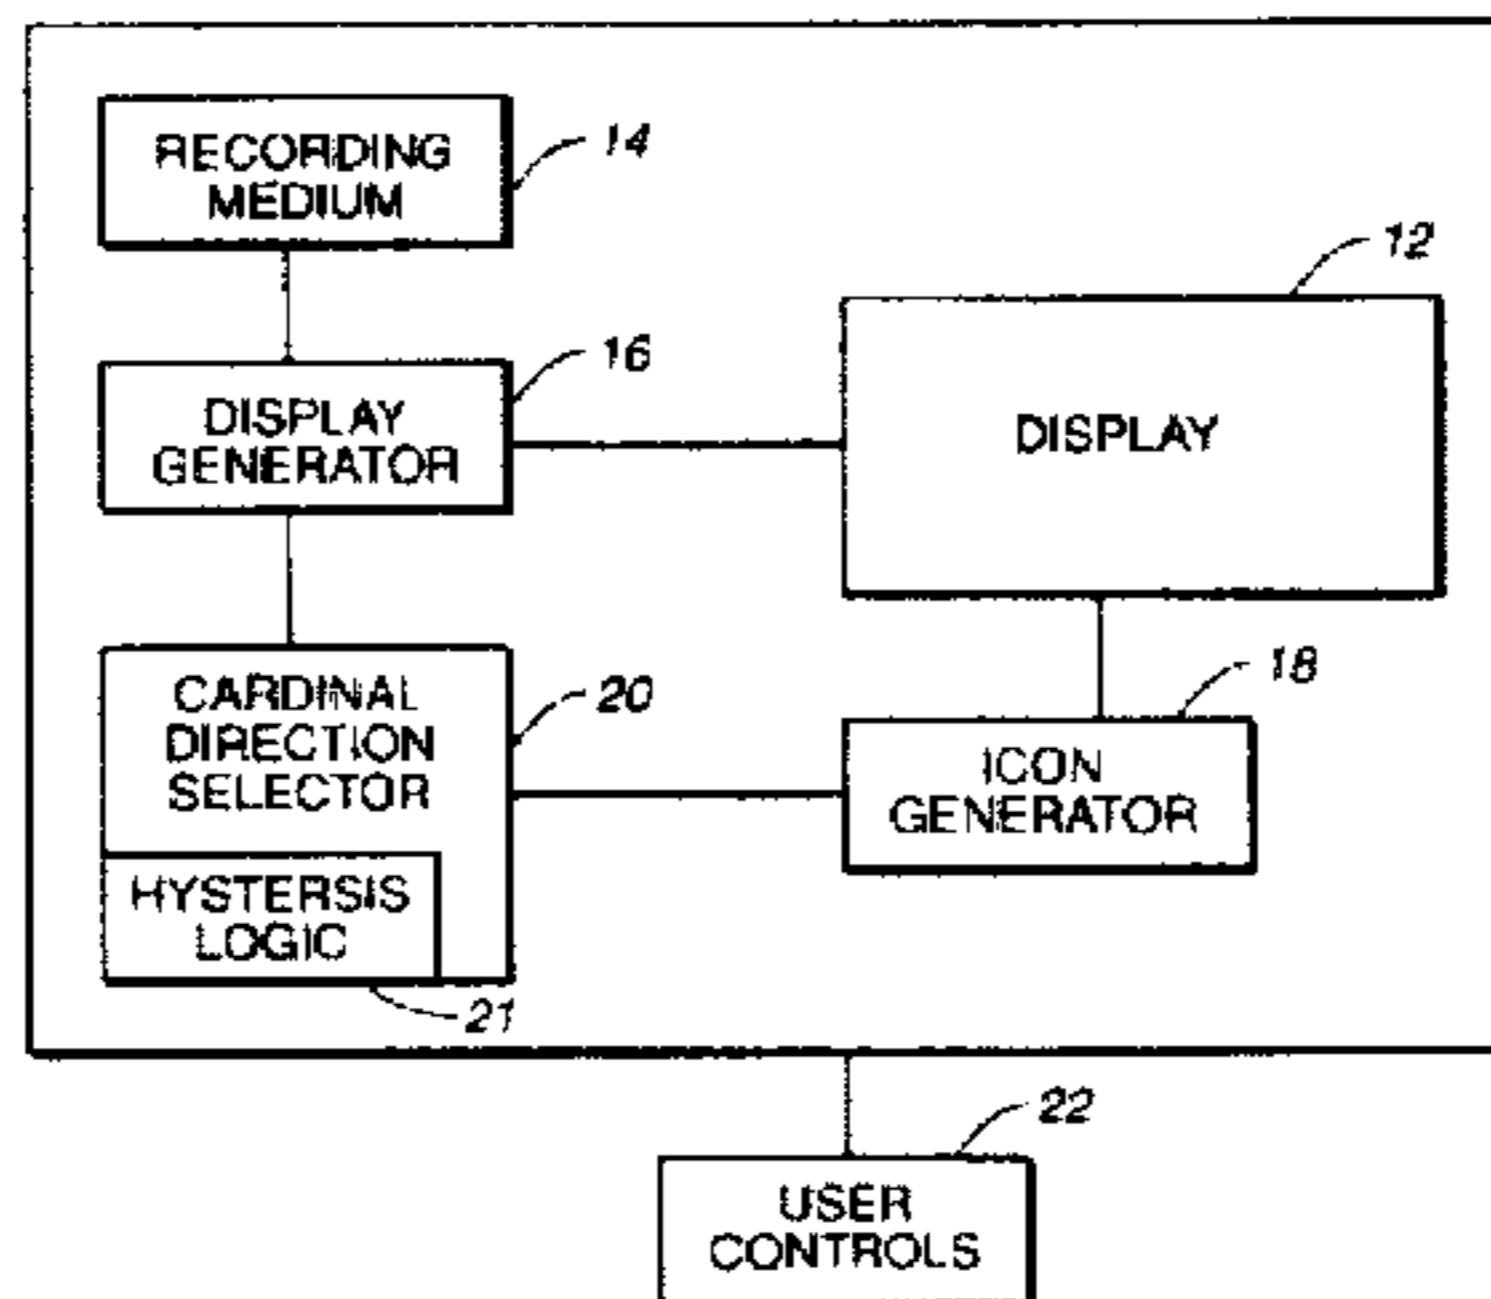 RECORDING
MEDIUM
14
12
DISPLAY
GENERATOR
16
DISPLAY
CARDINAL
DIRECTION
SELECTOR
20
18
ICON
GENERATOR
HYSTERSIS
LOGIC
21
22
USER
CONTROLS